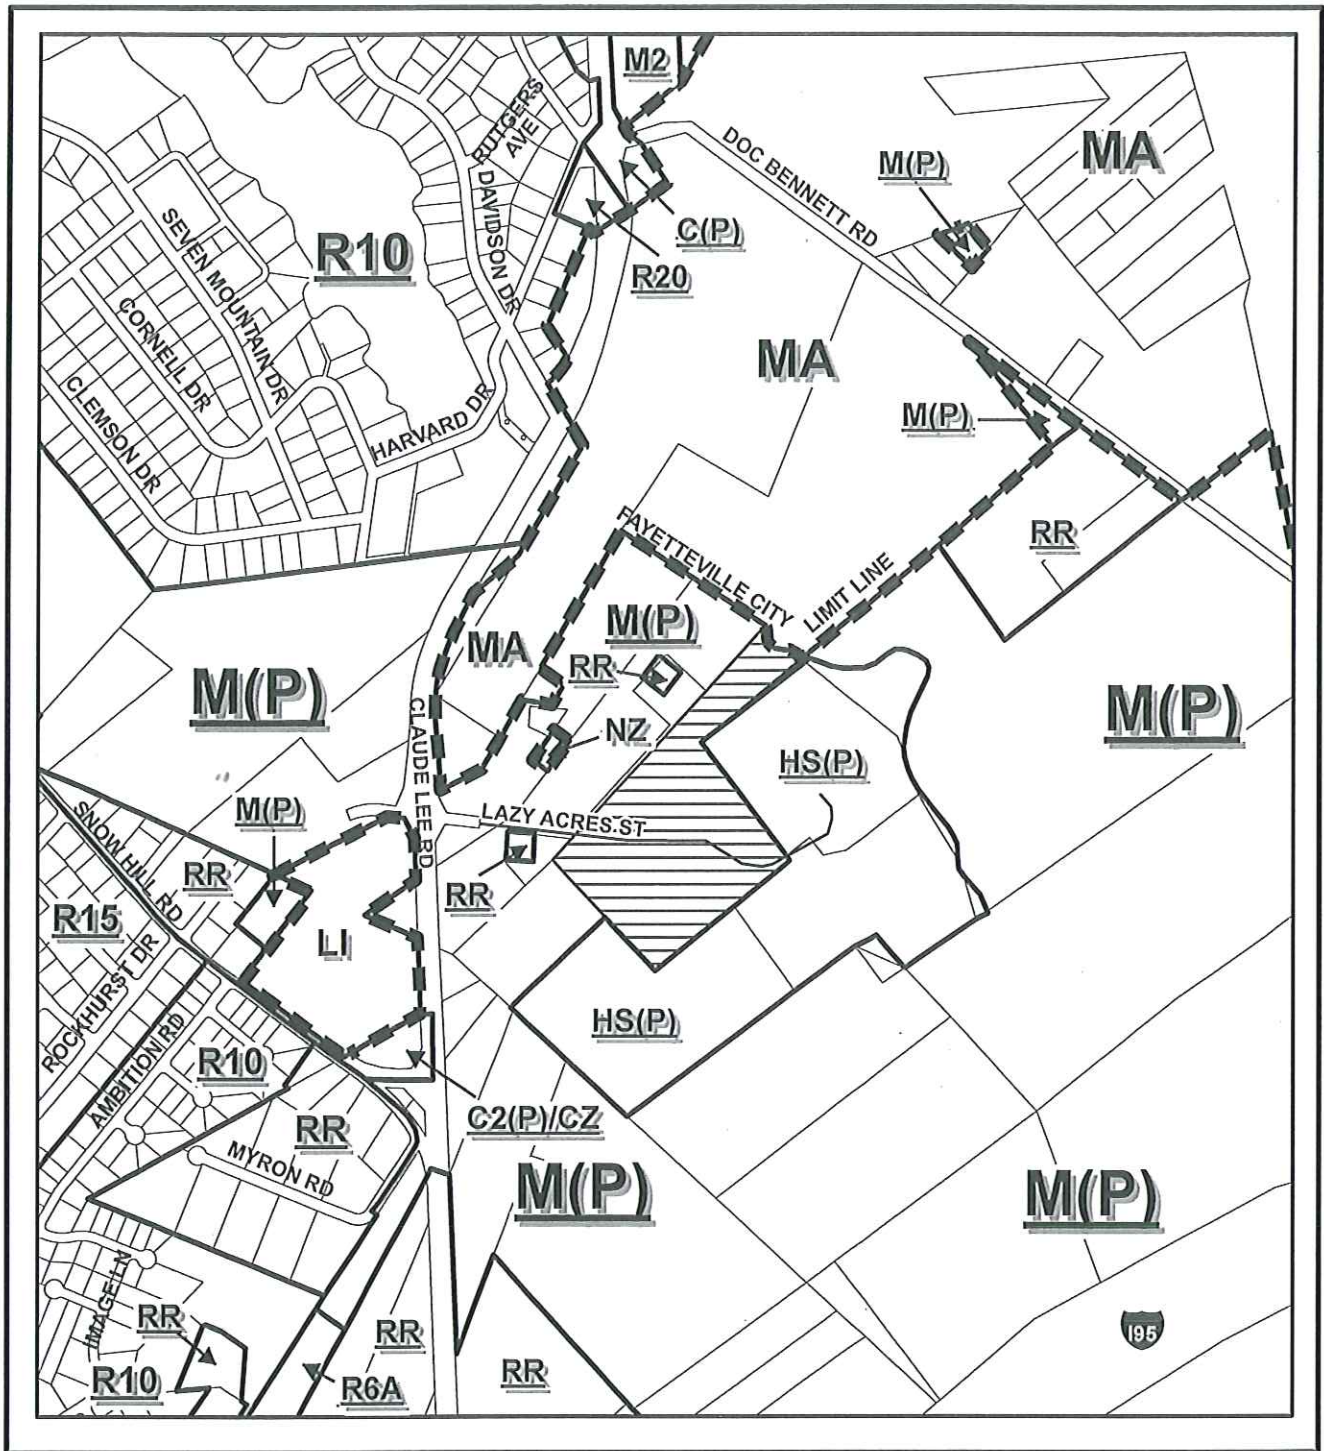 M2
RUTGERS
AVE
DOC BENNETT RD
MA
M(P)
DAVIDSON DR
C(P)
SEVEN MOUNTAIN DR
R10
R20
CORNELL DR
MA
CLEMSON DR
HARVARD DR
M(P)
FAYETTEVILLE CITY
LIMIT LINE
RR
M(P)
MA
RR
M(P)
CLAUDE LEE RD
M(P)
NZ
HS(P)
M(P)
LAZY ACRES ST
SNOW HILL RD
RR
RR
R15
LI
ROCKHURST DR
HS(P)
AMBITION RD
R10
C2(P)/CZ
RR
MYRON RD
M(P)
M(P)
IMAGE LN
RR
RR
I95
R10
R6A
RR